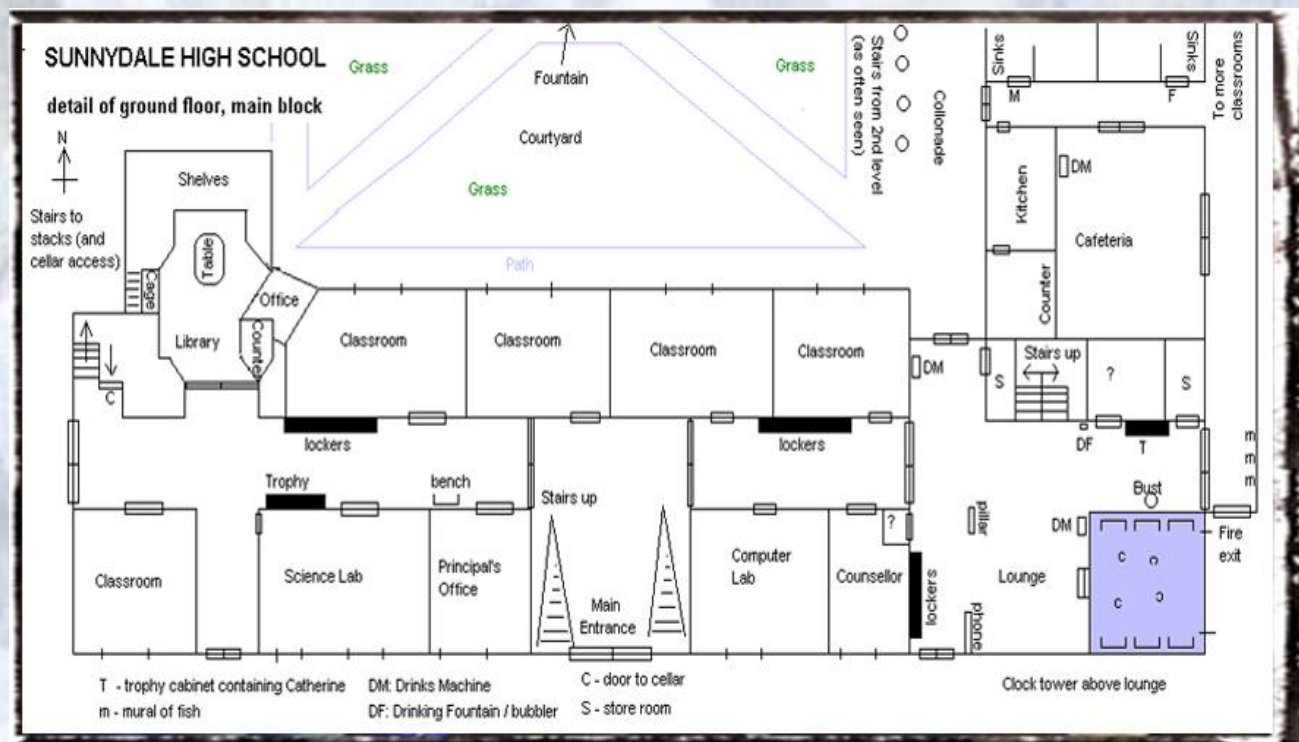 SUNNYDALE HIGH SCHOOL
detail of ground floor, main block
N
Grass
Fountain
Grass
Courtyard
Grass
Path
Stairs from 2nd level
(as often seen)
Collonade
Sinks
Sinks
M
F
To more
classrooms
Shelves
Stairs to
stacks (and
cellar access)
Table
Cage
Office
Library
Counter
C
Classroom
Classroom
Classroom
Classroom
DM
Kitchen
Cafeteria
Counter
DM
S
Stairs up
?
S
lockers
lockers
DF
T
m
m
m
Trophy
bench
Stairs up
Bust
pillar
DM
Fire
exit
Classroom
Science Lab
Principal's
Office
Main
Entrance
Computer
Lab
Counsellor
?
lockers
Lounge
phone
c
c
c
c
T - trophy cabinet containing Catherine
m - mural of fish
DM: Drinks Machine
DF: Drinking Fountain / bubbler
C - door to cellar
S - store room
Clock tower above lounge